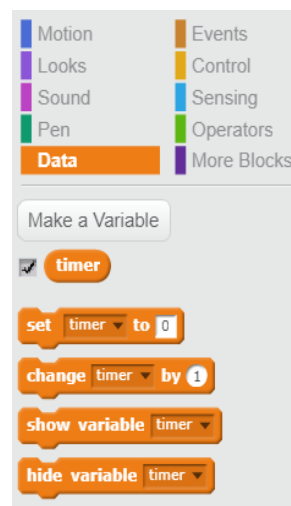 Motion
Events
Looks
Control
Sound
Sensing
Pen
Operators
Data
More Blocks
Make a Variable
timer
set timer to 0
change timer by 1
show variable timer
hide variable timer